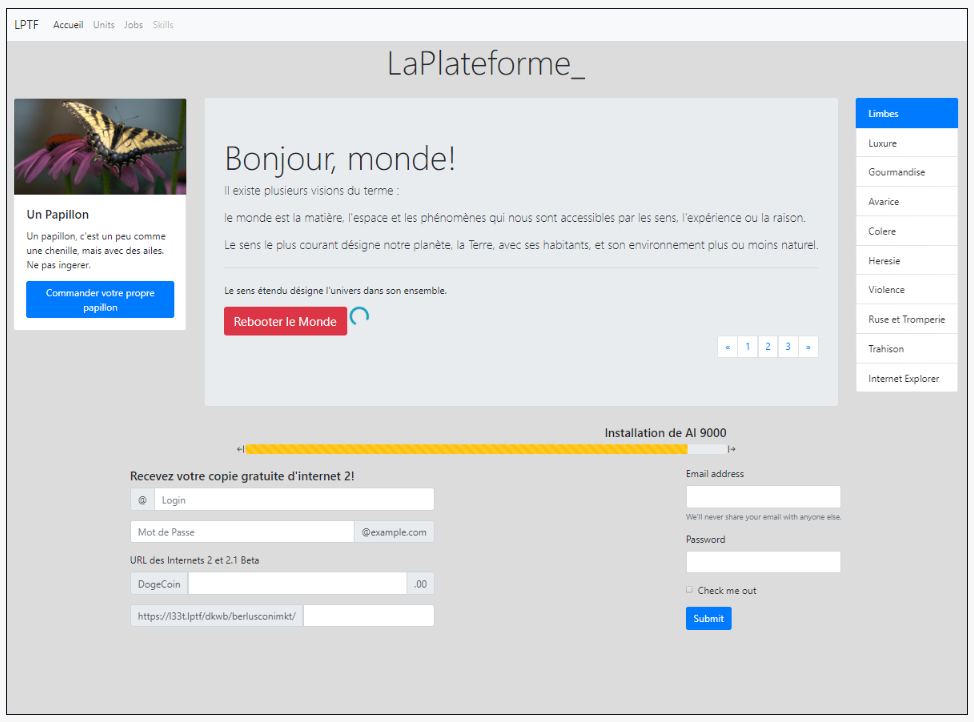 LPTF Accueil Units Jobs Skills
LaPlateforme_
Un Papillon
Un papillon, c'est un peu comme
une chenille, mais avec des ailes.
Ne pas ingerer.
Commander votre propre
papillon
Bonjour, monde!
Il existe plusieurs visions du terme :
le monde est la matière, l'espace et les phénomènes qui nous sont accessibles par les sens, l'expérience ou la raison.
Le sens le plus courant désigne notre planète, la Terre, avec ses habitants, et son environnement plus ou moins naturel.
Le sens étendu désigne l'univers dans son ensemble.
Rebooter le Monde
« 1 2 3 »
Limbes
Luxure
Gourmandise
Avarice
Colere
Heresie
Violence
Ruse et Tromperie
Trahison
Internet Explorer
Installation de AI 9000
Recevez votre copie gratuite d'internet 2!
@ Login
Mot de Passe @example.com
URL des Internets 2 et 2.1 Beta
DogeCoin .00
https://l33t.lptf/dkwb/berlusconimkt/
Email address
We'll never share your email with anyone else.
Password
Check me out
Submit